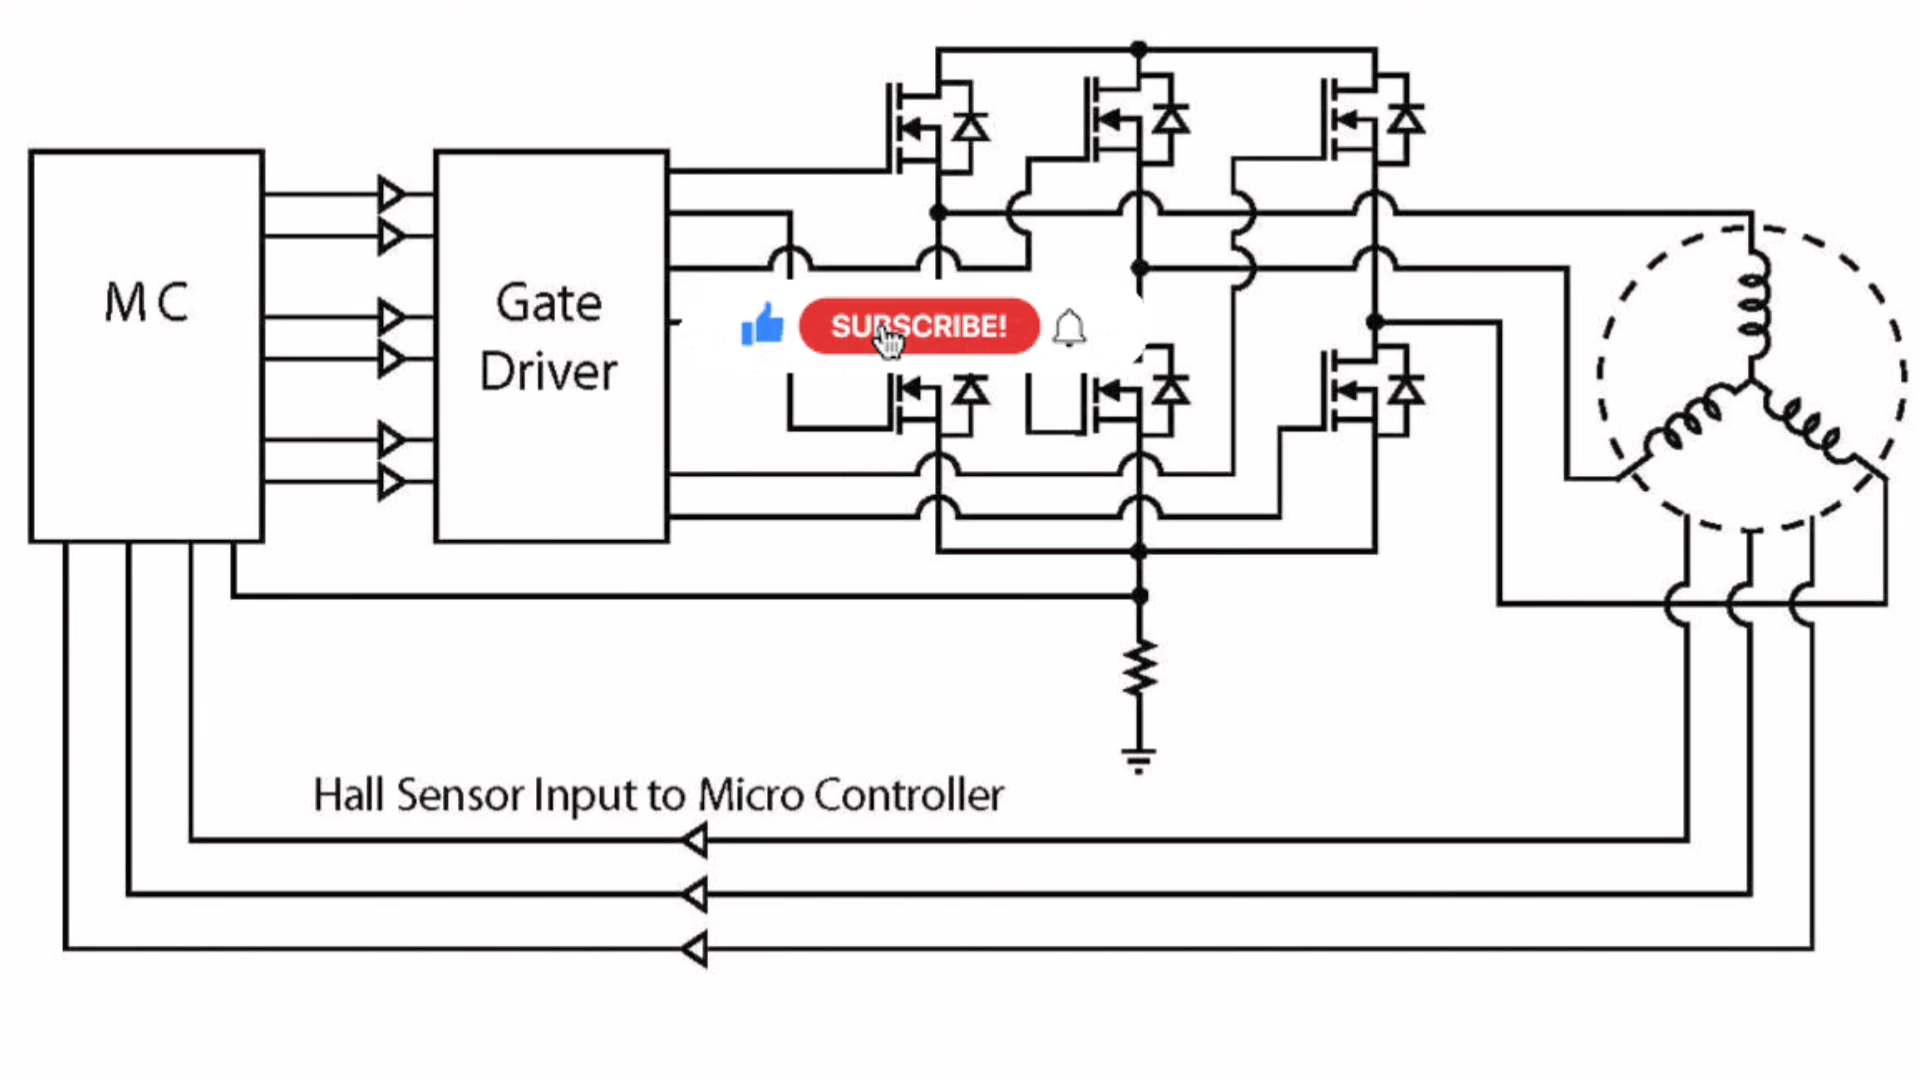 M C
Gate
Driver
SUBSCRIBE!
Hall Sensor Input to Micro Controller